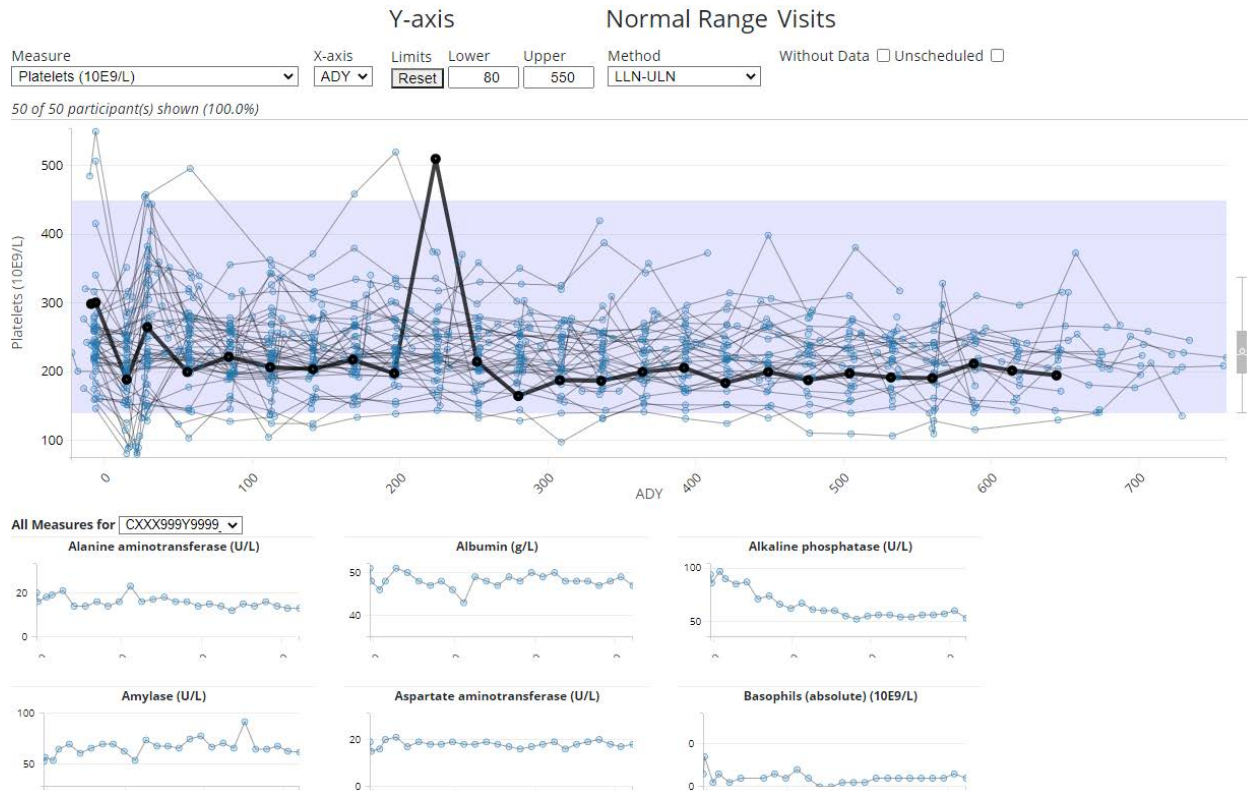 Y-axis Normal Range Visits
Measure X-axis Limits Lower Upper Method Without Data Unscheduled
Platelets (10E9/L) ADY Reset 80 550 LLN-ULN
50 of 50 participant(s) shown (100.0%)
500
400
300
200
100
Platelets (10E9/L)
0 100 200 300 400 500 600 700
ADY
All Measures for CXXX999Y9999_
Alanine aminotransferase (U/L) Albumin (g/L) Alkaline phosphatase (U/L)
20
0
50
40
100
50
Amylase (U/L) Aspartate aminotransferase (U/L) Basophils (absolute) (10E9/L)
100
50
20
0
0
0